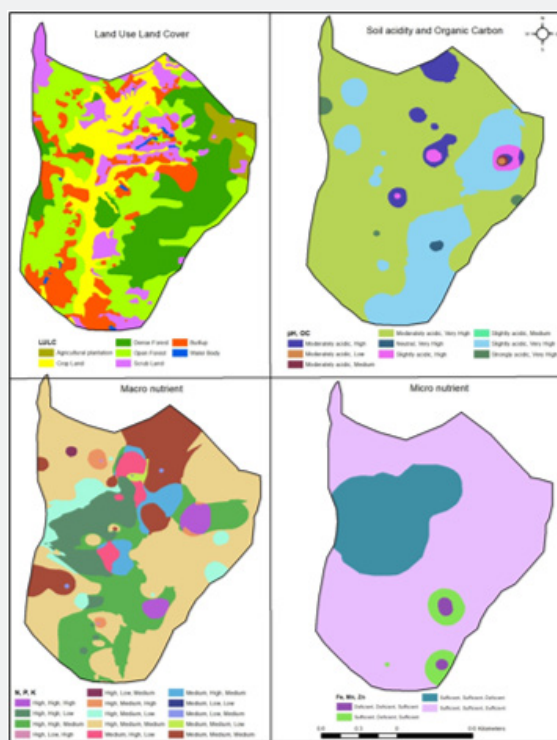 Land Use Land Cover
LULC
Agricultural plantation
Crop Land
Dense Forest
Open Forest
Scrub Land
Builtup
Water Body
Soil acidity and Organic Carbon
N
S
pH, OC
Moderately acidic, High
Moderately acidic, Low
Moderately acidic, Medium
Moderately acidic, Very High
Neutral, Very High
Slightly acidic, High
Slightly acidic, Medium
Slightly acidic, Very High
Strongly acidic, Very High
Macro nutrient
N, P, K
High, High, High
High, High, Low
High, High, Medium
High, Low, High
High, Low, Medium
High, Medium, High
High, Medium, Low
High, Medium, Medium
Medium, High, Low
Medium, High, Medium
Medium, Low, Low
Medium, Medium, High
Medium, Medium, Low
Medium, Medium, Medium
Micro nutrient
Fe, Mn, Zn
Deficient, Deficient, Sufficient
Deficient, Sufficient, Sufficient
Sufficient, Sufficient, Deficient
Sufficient, Sufficient, Sufficient